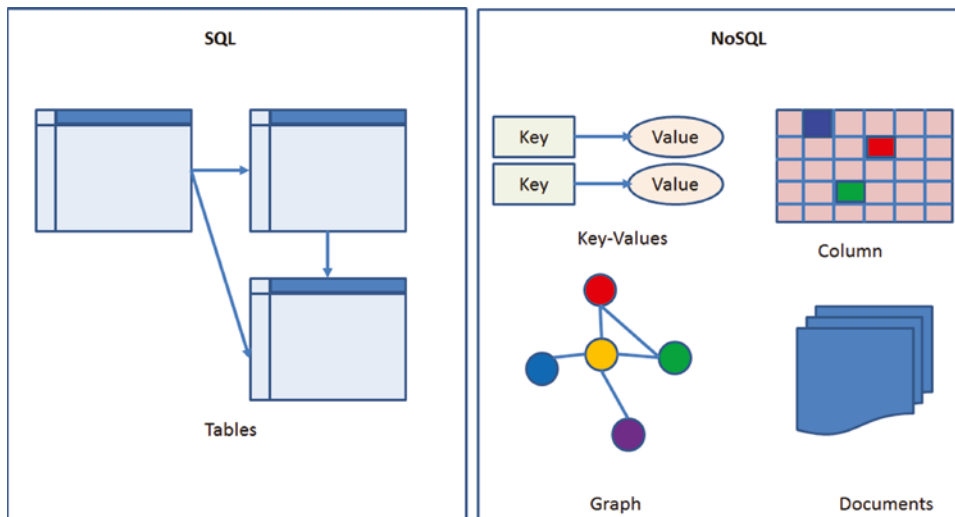 SQL
Tables
NoSQL
Key
Value
Key
Value
Key-Values
Column
Graph
Documents